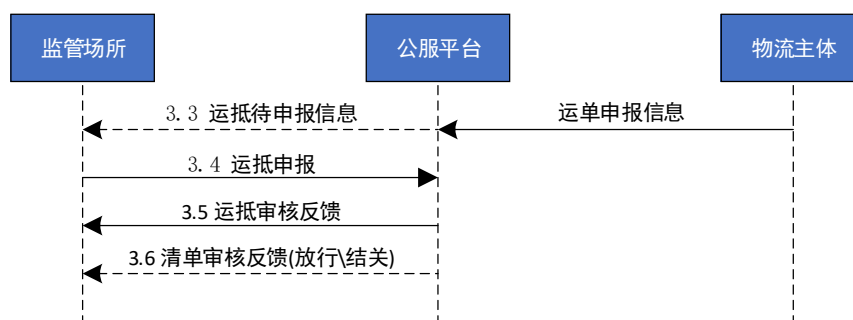 监管场所
公服平台
物流主体
3.3 运抵待申报信息
运单申报信息
3.4 运抵申报
3.5 运抵审核反馈
3.6 清单审核反馈(放行\结关)